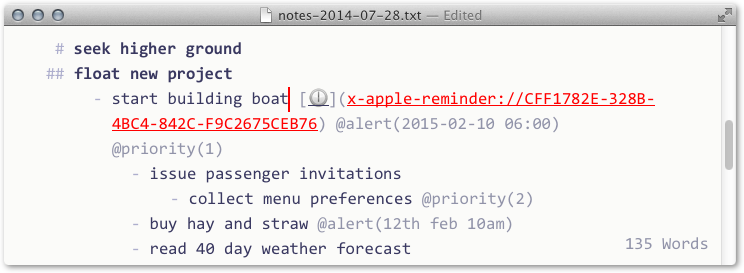 notes-2014-07-28.txt — Edited
# seek higher ground
## float new project
- start building boat [🕕](x-apple-reminder://CFF1782E-328B-
4BC4-842C-F9C2675CEB76) @alert(2015-02-10 06:00)
@priority(1)
- issue passenger invitations
- collect menu preferences @priority(2)
- buy hay and straw @alert(12th feb 10am)
- read 40 day weather forecast
135 Words